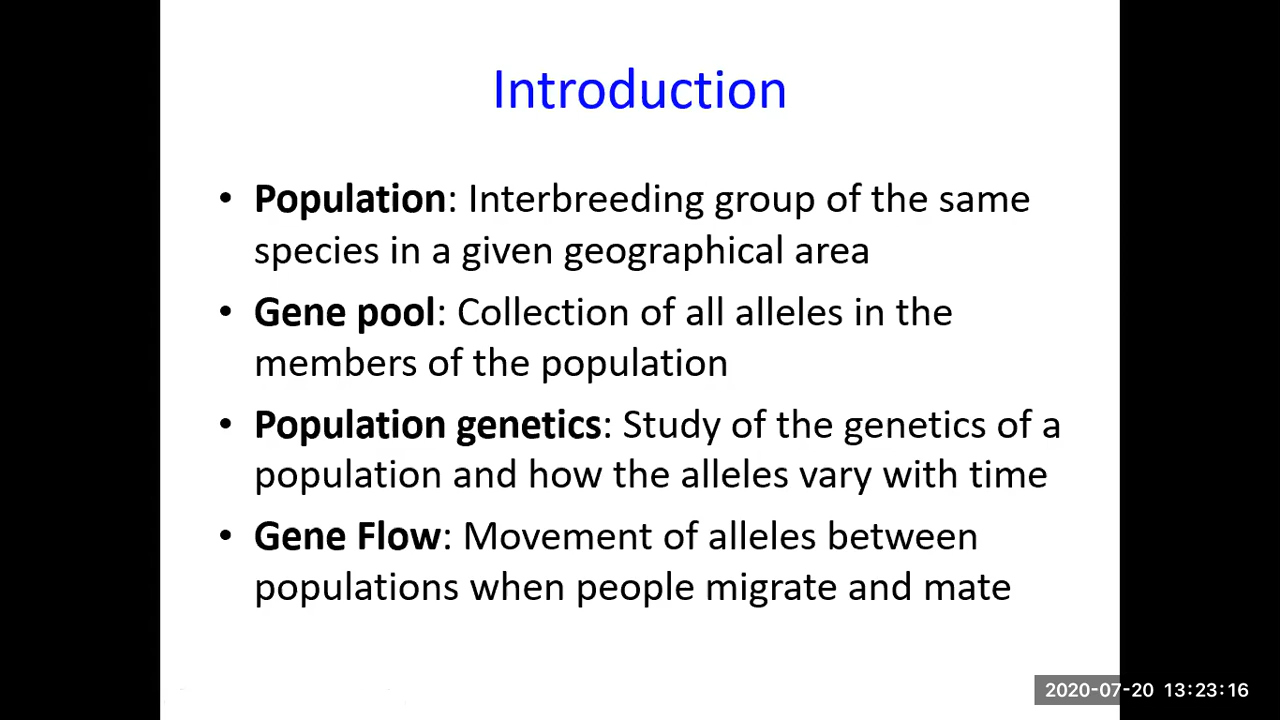 Introduction
• Population: Interbreeding group of the same
species in a given geographical area
• Gene pool: Collection of all alleles in the
members of the population
• Population genetics: Study of the genetics of a
population and how the alleles vary with time
• Gene Flow: Movement of alleles between
populations when people migrate and mate
2020-07-20 13:23:16